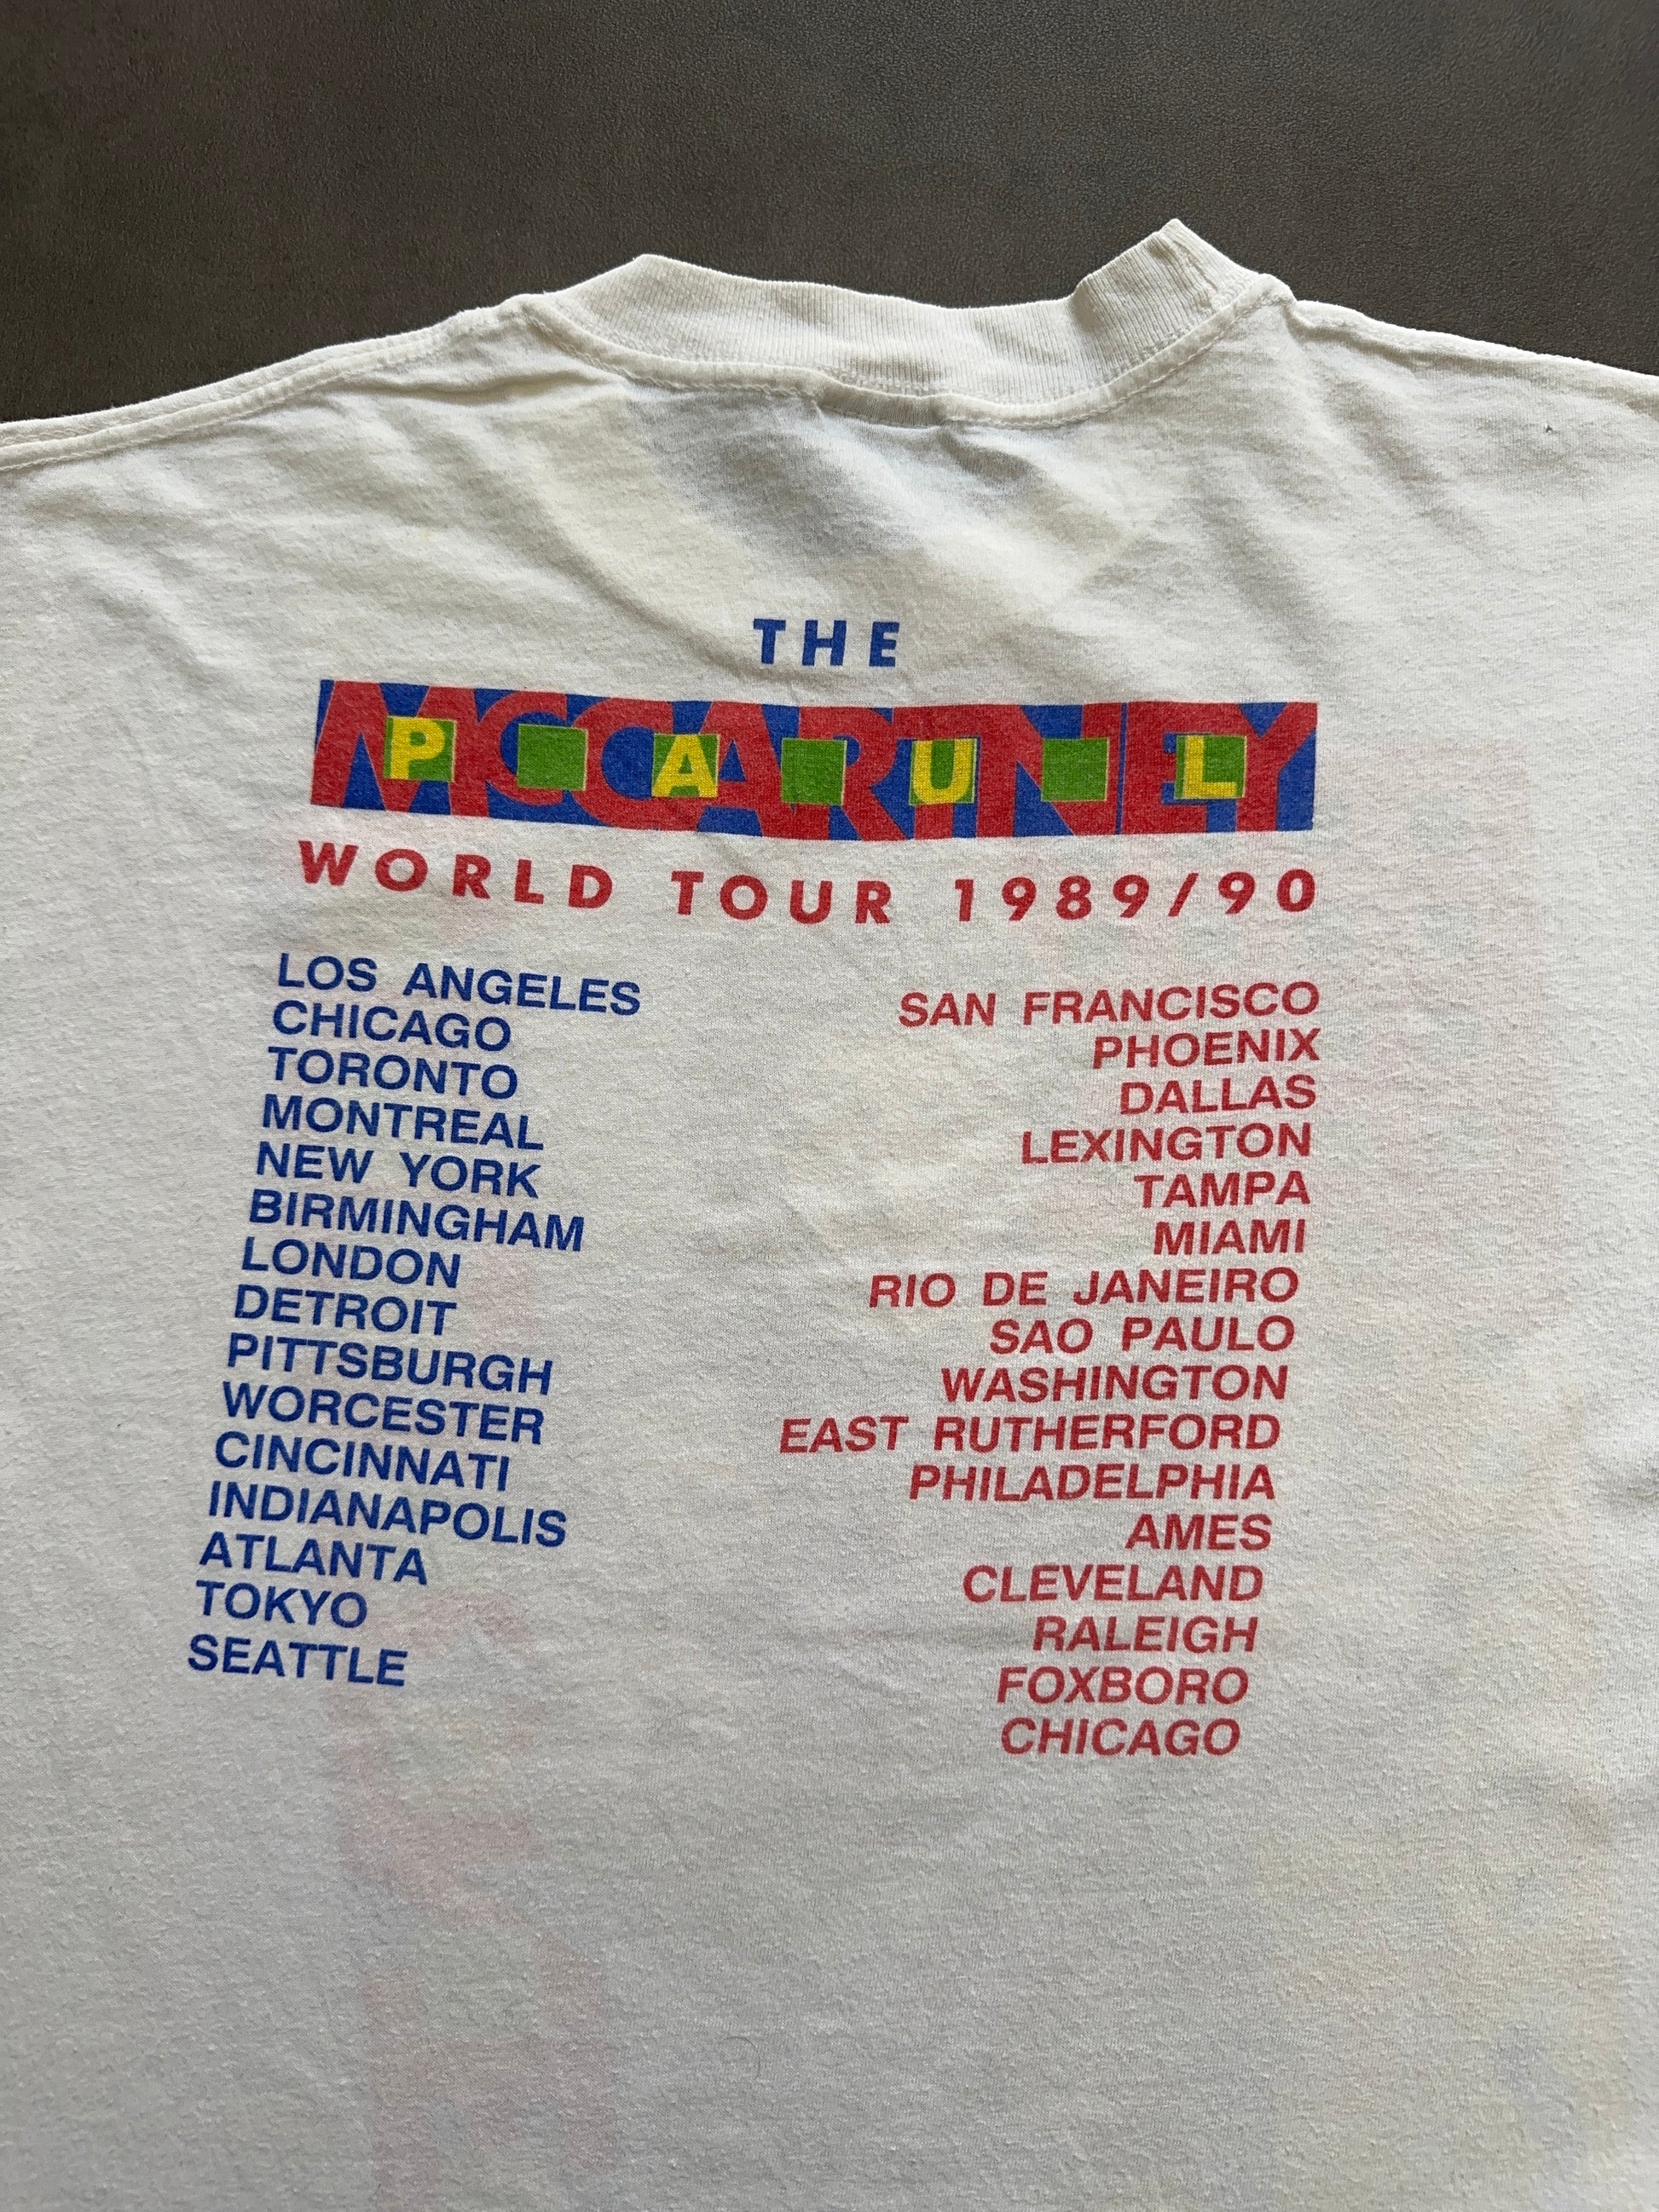 THE
MCCARTNEY
PAUL
WORLD TOUR 1989/90
LOS ANGELES
CHICAGO
TORONTO
MONTREAL
NEW YORK
BIRMINGHAM
LONDON
DETROIT
PITTSBURGH
WORCESTER
CINCINNATI
INDIANAPOLIS
ATLANTA
TOKYO
SEATTLE
SAN FRANCISCO
PHOENIX
DALLAS
LEXINGTON
TAMPA
MIAMI
RIO DE JANEIRO
SAO PAULO
WASHINGTON
EAST RUTHERFORD
PHILADELPHIA
AMES
CLEVELAND
RALEIGH
FOXBORO
CHICAGO